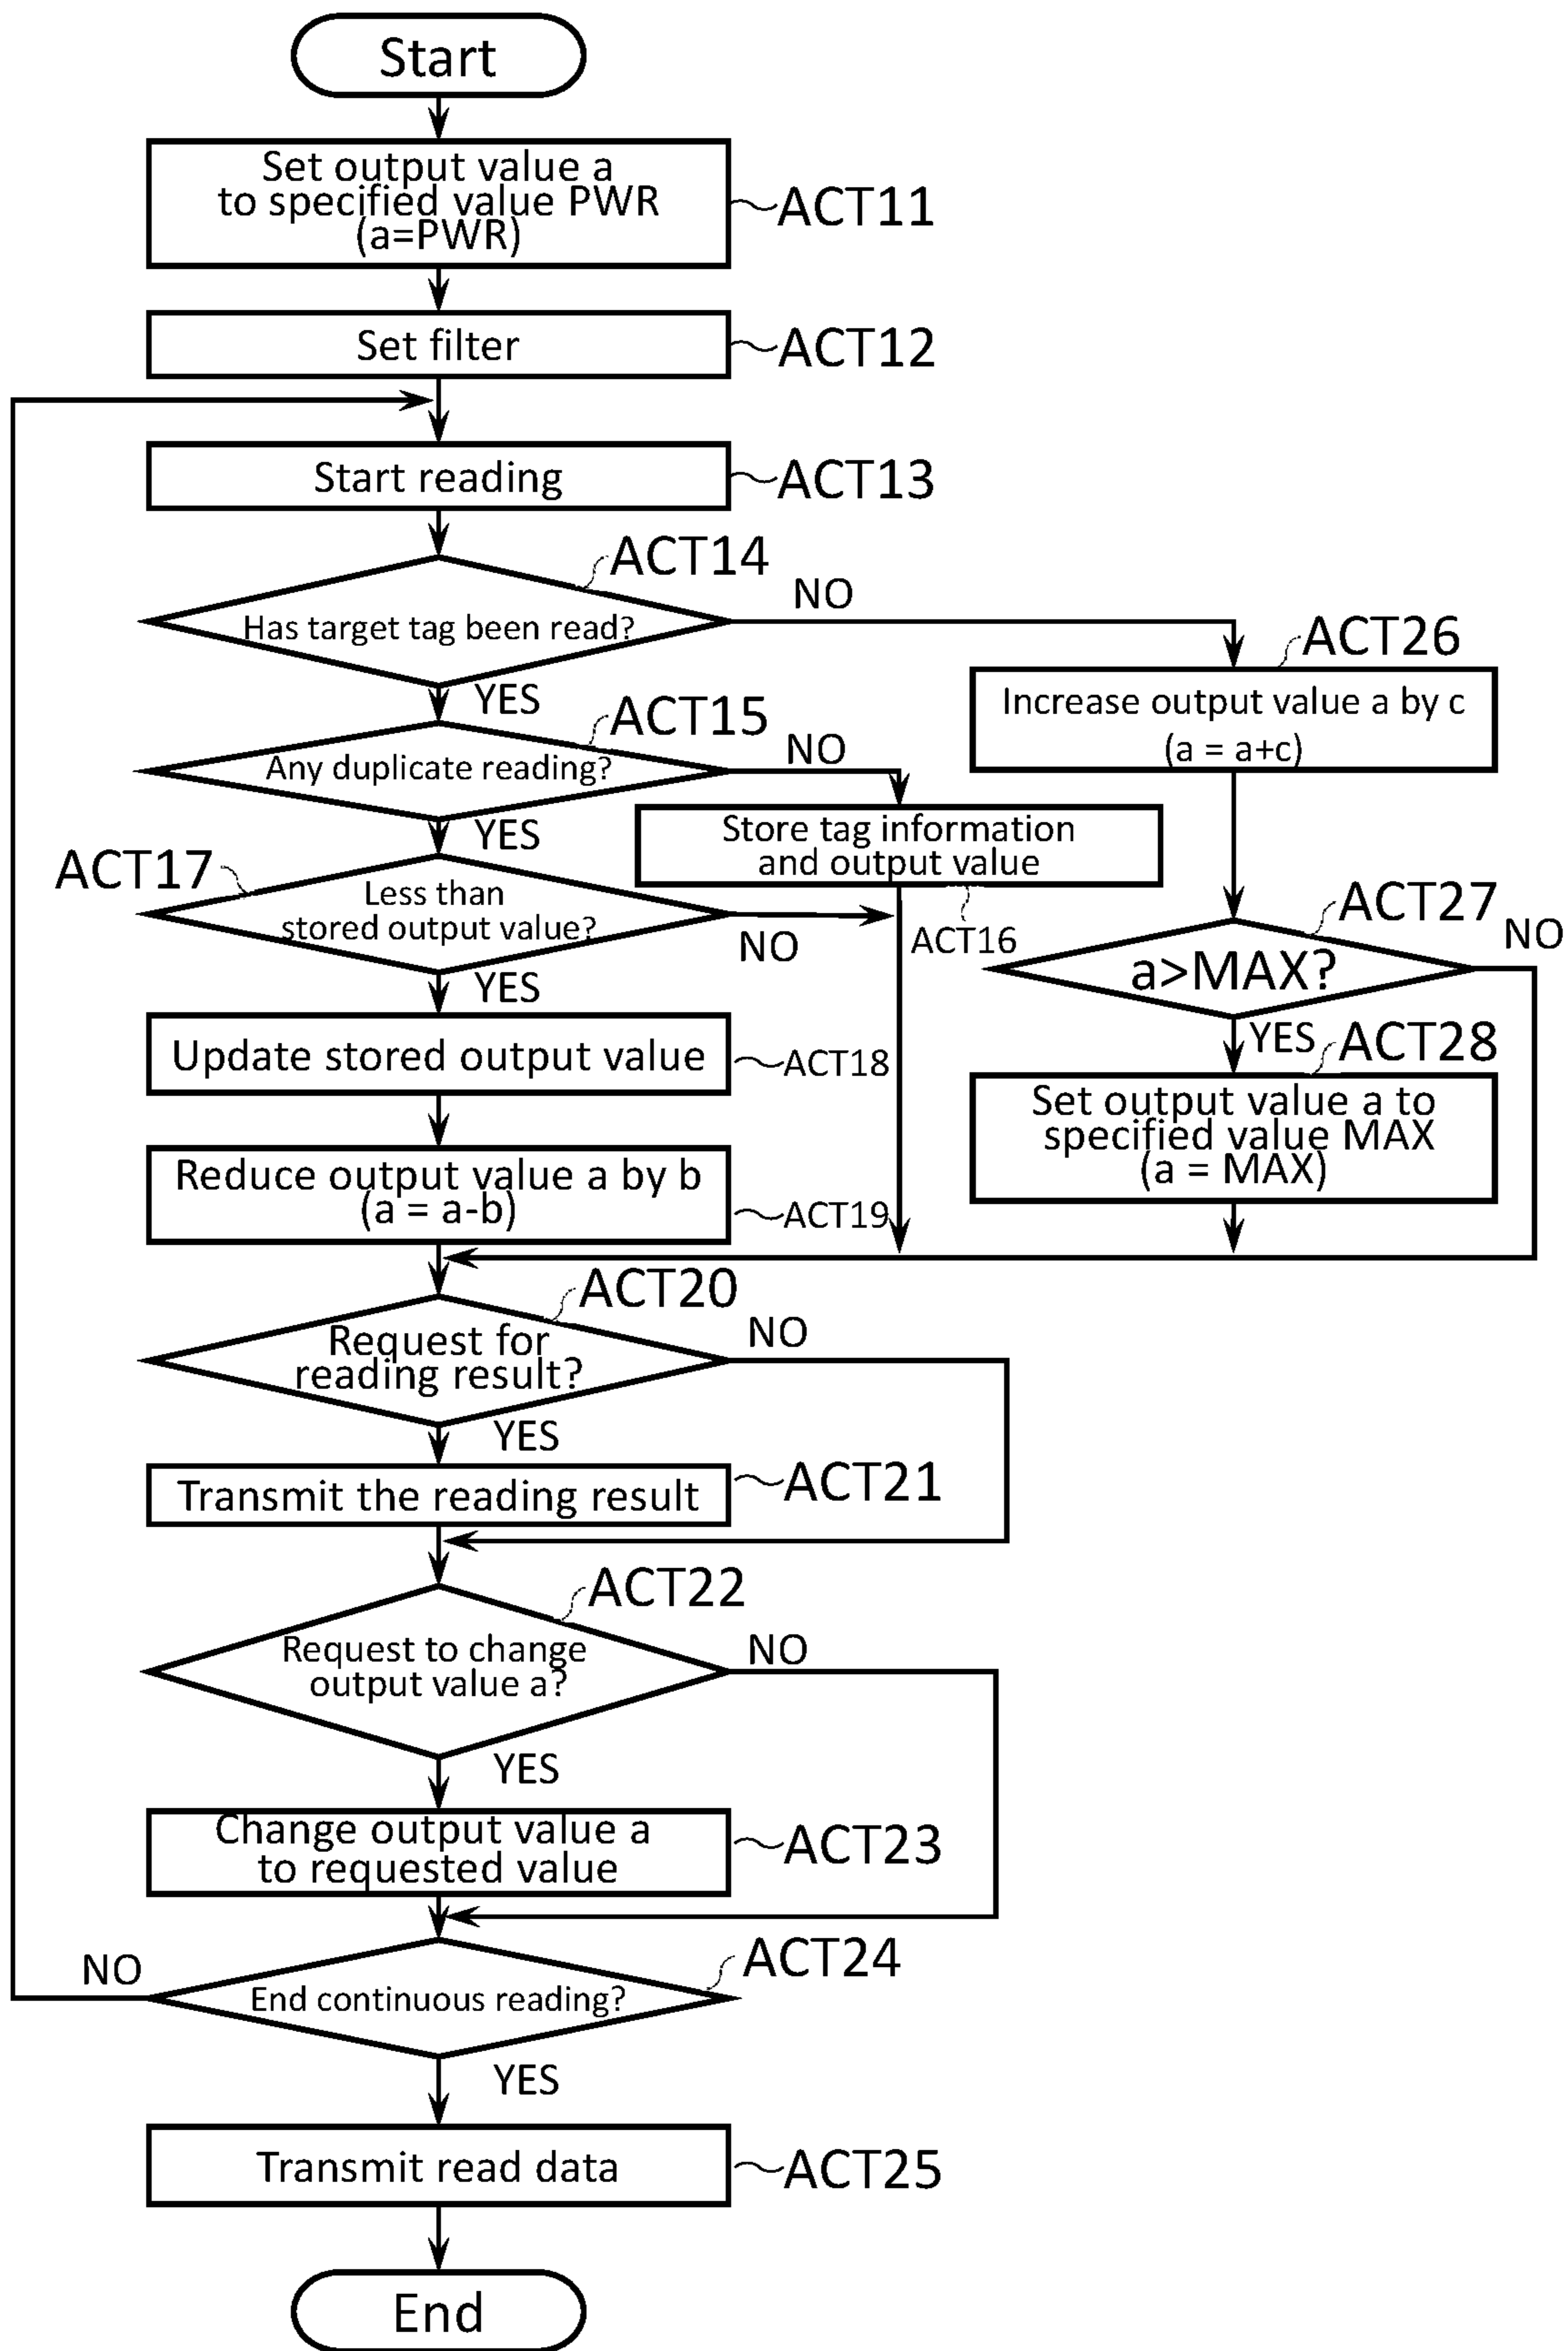 Start
Set output value a
to specified value PWR
(a=PWR)
ACT11
Set filter
ACT12
Start reading
ACT13
ACT14
Has target tag been read?
NO
YES
ACT26
Increase output value a by c
(a = a+c)
ACT15
Any duplicate reading?
NO
YES
Store tag information
and output value
ACT16
ACT17
Less than
stored output value?
NO
YES
ACT27
a>MAX?
NO
YES
ACT28
Set output value a to
specified value MAX
(a = MAX)
Update stored output value
ACT18
Reduce output value a by b
(a = a-b)
ACT19
ACT20
Request for
reading result?
NO
YES
Transmit the reading result
ACT21
ACT22
Request to change
output value a?
NO
YES
Change output value a
to requested value
ACT23
ACT24
End continuous reading?
NO
YES
Transmit read data
ACT25
End